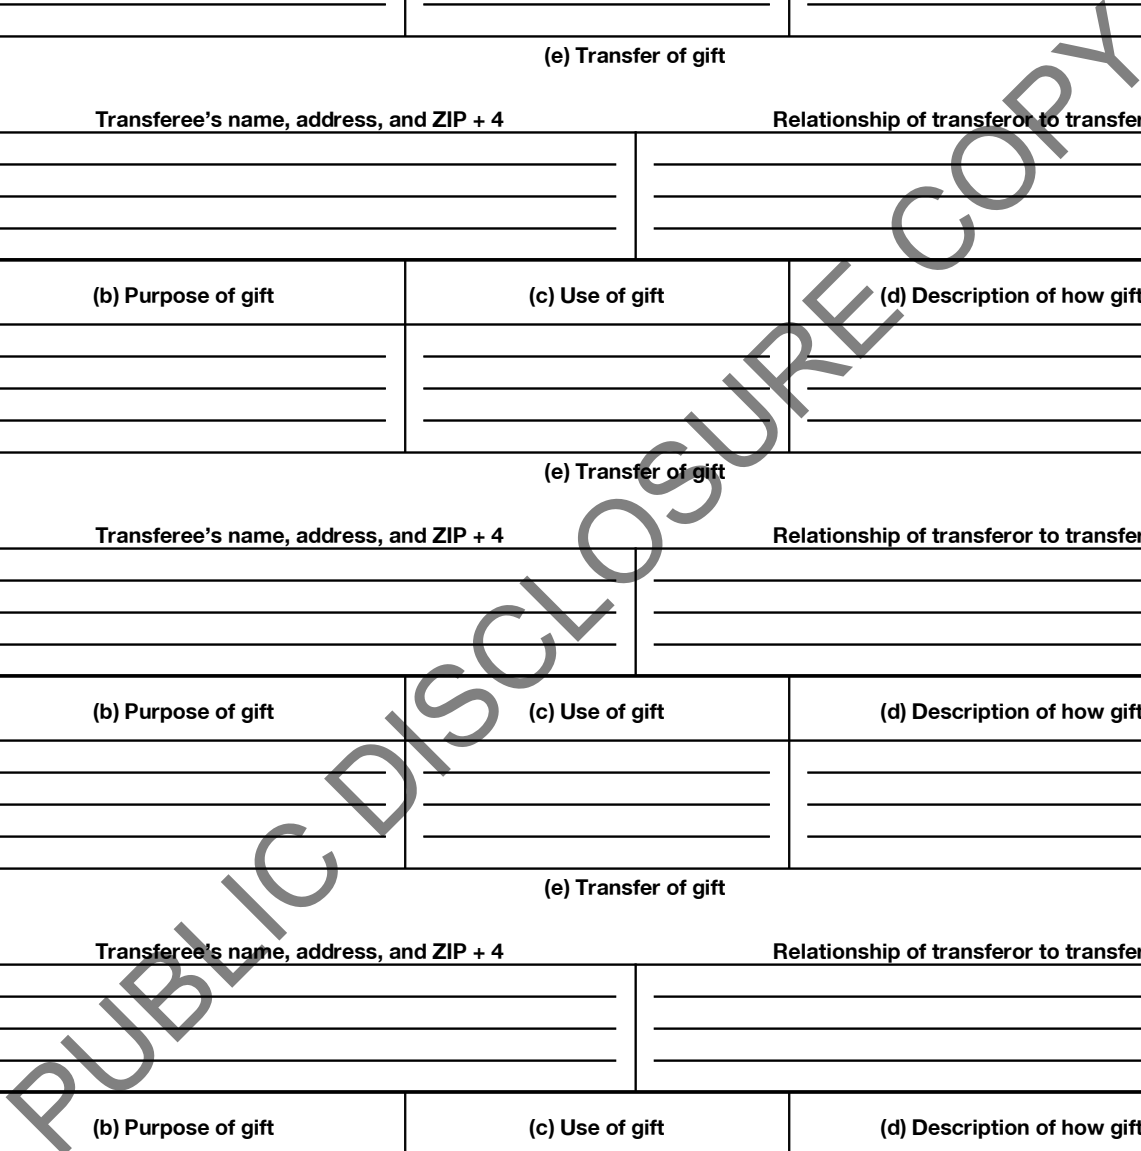 (e) Transfer of gift
Transferee’s name, address, and ZIP + 4
Relationship of transferor to transfer
(b) Purpose of gift
(c) Use of gift
(d) Description of how gift
(e) Transfer of gift
Transferee’s name, address, and ZIP + 4
Relationship of transferor to transfer
(b) Purpose of gift
(c) Use of gift
(d) Description of how gift
(e) Transfer of gift
Transferee’s name, address, and ZIP + 4
Relationship of transferor to transfer
(b) Purpose of gift
(c) Use of gift
(d) Description of how gift
PUBLIC DISCLOSURE COPY